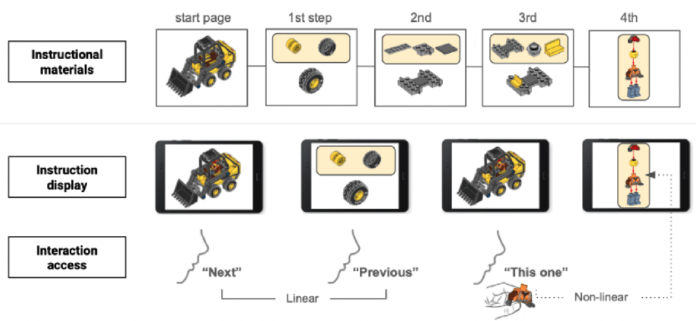 start page
1st step
2nd
3rd
4th
Instructional
materials
Instruction
display
Interaction
access
“Next”
“Previous”
“This one”
Linear
Non-linear